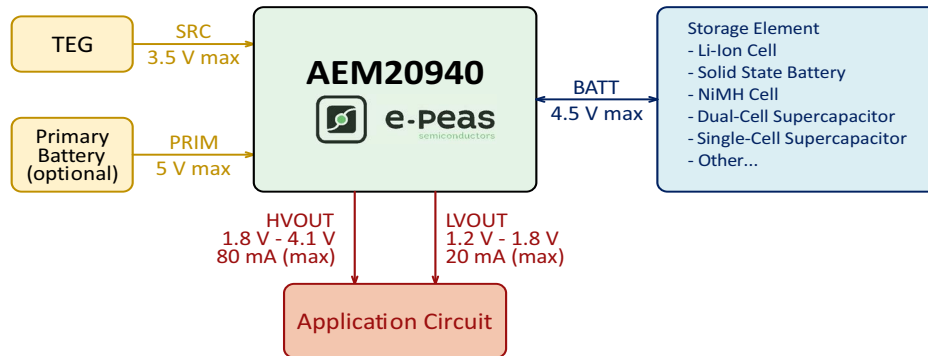 TEG
SRC
3.5 V max
Primary
Battery
(optional)
PRIM
5 V max
AEM20940
e-peas
semiconductors
BATT
4.5 V max
Storage Element
- Li-Ion Cell
- Solid State Battery
- NiMH Cell
- Dual-Cell Supercapacitor
- Single-Cell Supercapacitor
- Other...
HVOUT
1.8 V - 4.1 V
80 mA (max)
LVOUT
1.2 V - 1.8 V
20 mA (max)
Application Circuit